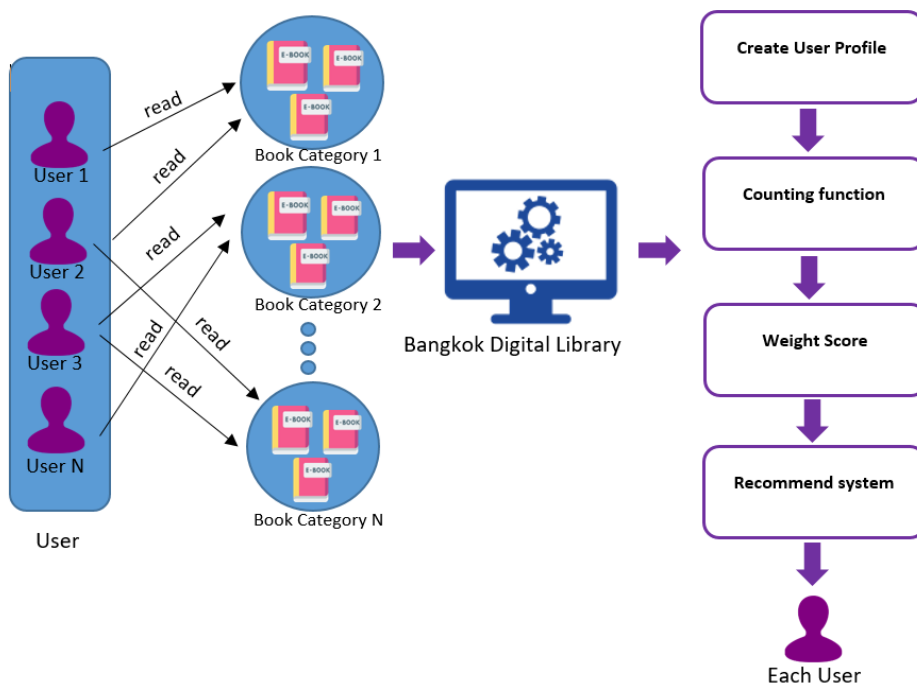 User 1
User 2
User 3
User N
User
read
read
read
read
read
read
E-BOOK
E-BOOK
E-BOOK
Book Category 1
E-BOOK
E-BOOK
E-BOOK
Book Category 2
E-BOOK
E-BOOK
E-BOOK
Book Category N
Bangkok Digital Library
Create User Profile
Counting function
Weight Score
Recommend system
Each User